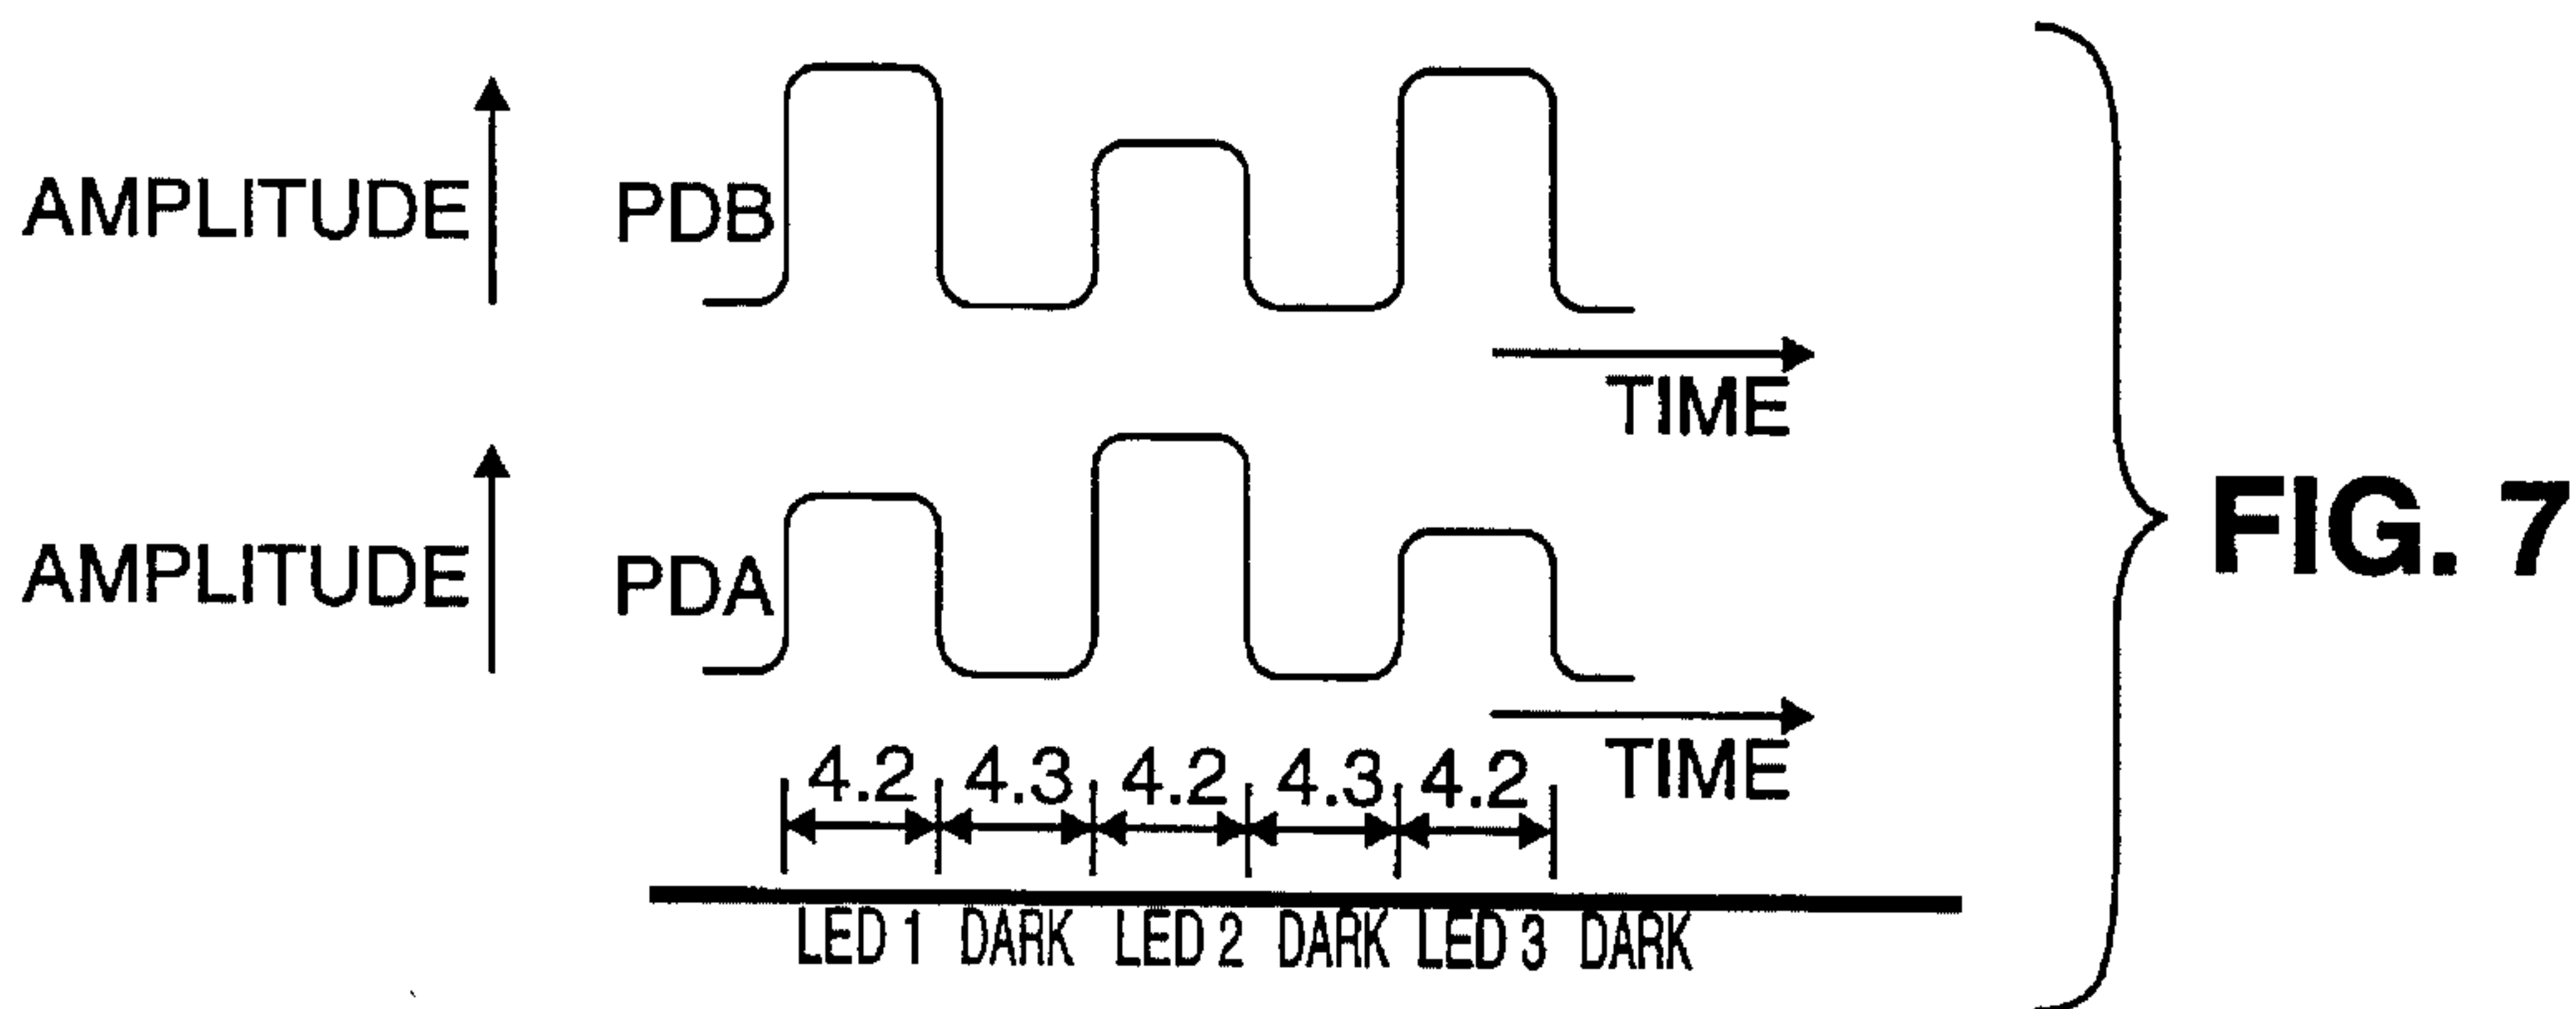 AMPLITUDE
PDB
TIME
AMPLITUDE
PDA
TIME
4.2 4.3 4.2 4.3 4.2
LED 1 DARK LED 2 DARK LED 3 DARK
FIG. 7